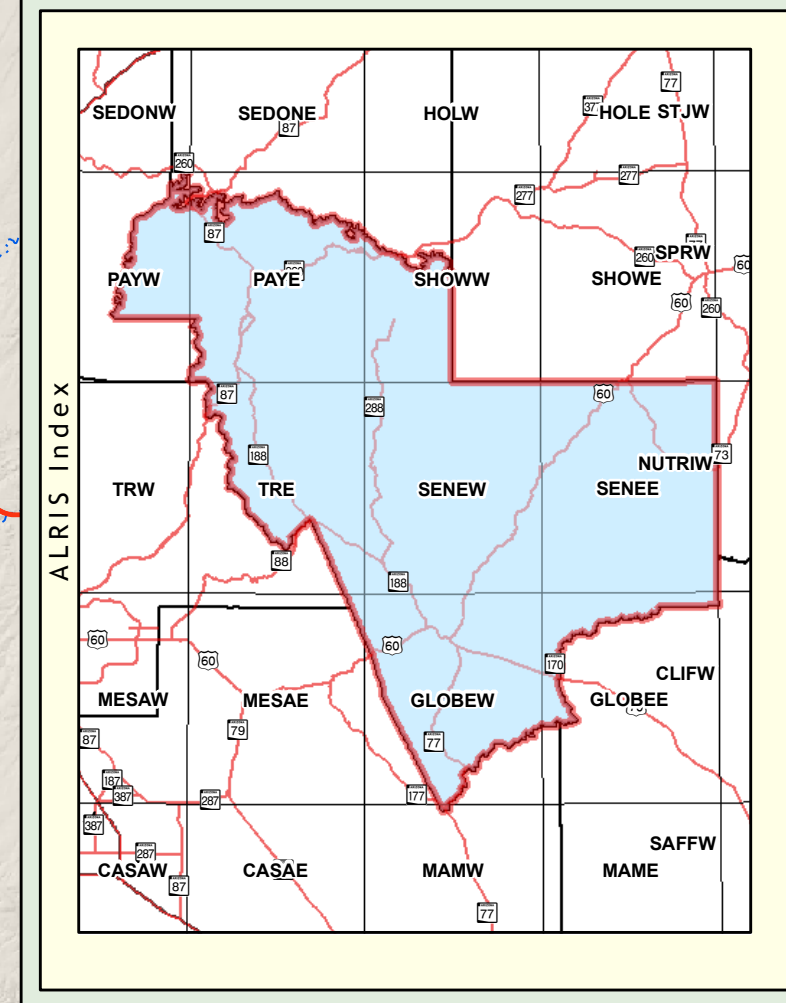 ALRIS Index
SEDONW
SEDONE
HOLW
HOLE
STJW
77
377
87
260
277
277
87
260
SPRW
60
PAYW
PAYE
SHOWW
SHOWE
60
260
87
288
60
188
NUTRIW
73
TRW
TRE
SENEW
SENEE
88
188
60
60
60
170
CLIFW
MESAW
MESAE
GLOBEW
GLOBEE
79
77
87
187
387
287
177
387
287
SAFFW
CASAW
CASAE
MAMW
MAME
87
77